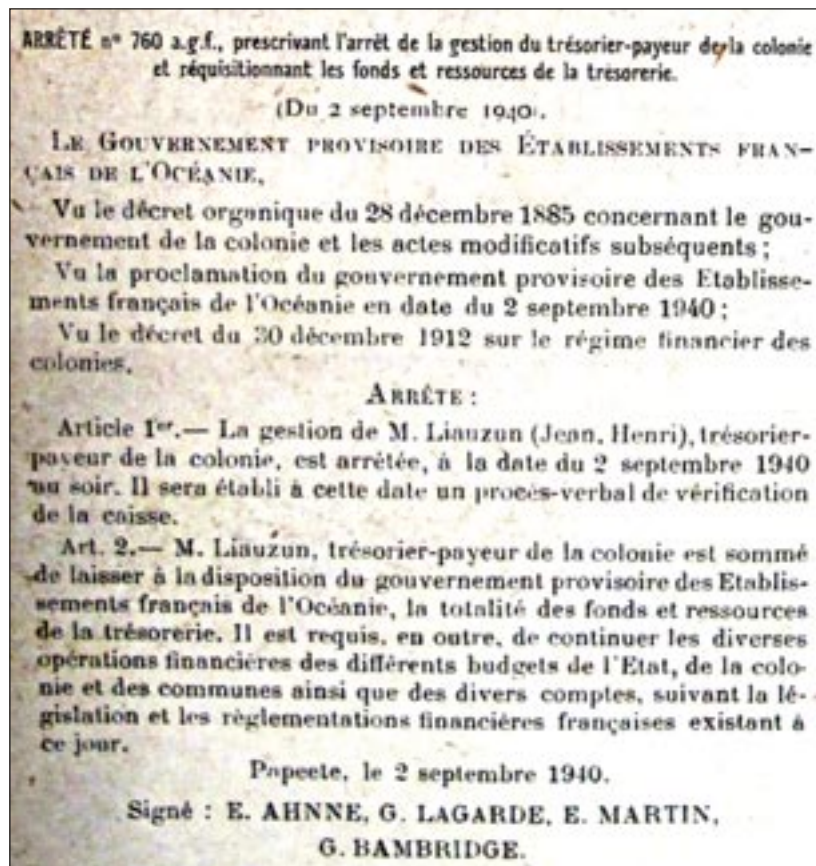 ARRÊTÉ n° 760 a.g.f., prescrivant l'arrêt de la gestion du trésorier-payeur de la colonie
et réquisitionnant les fonds et ressources de la trésorerie.
(Du 2 septembre 1940).
LE GOUVERNEMENT PROVISOIRE DES ÉTABLISSEMENTS FRAN-
ÇAIS DE L'OCÉANIE,
Vu le décret organique du 28 décembre 1885 concernant le gou-
vernement de la colonie et les actes modificatifs subséquents ;
Vu la proclamation du gouvernement provisoire des Etablisse-
ments français de l'Océanie en date du 2 septembre 1940 ;
Vu le décret du 30 décembre 1912 sur le régime financier des
colonies,
ARRÊTE :
Article 1er.— La gestion de M. Liauzun (Jean, Henri), trésorier-
payeur de la colonie, est arrêtée, à la date du 2 septembre 1940
au soir. Il sera établi à cette date un procès-verbal de vérification
de la caisse.
Art. 2.— M. Liauzun, trésorier-payeur de la colonie est sommé
de laisser à la disposition du gouvernement provisoire des Etablis-
sements français de l'Océanie, la totalité des fonds et ressources
de la trésorerie. Il est requis, en outre, de continuer les diverses
opérations financières des différents budgets de l'Etat, de la colo-
nie et des communes ainsi que des divers comptes, suivant la lé-
gislation et les règlementations financières françaises existant à
ce jour.
Papeete, le 2 septembre 1940.
Signé : E. AHNNE, G. LAGARDE, E. MARTIN,
G. BAMBRIDGE.